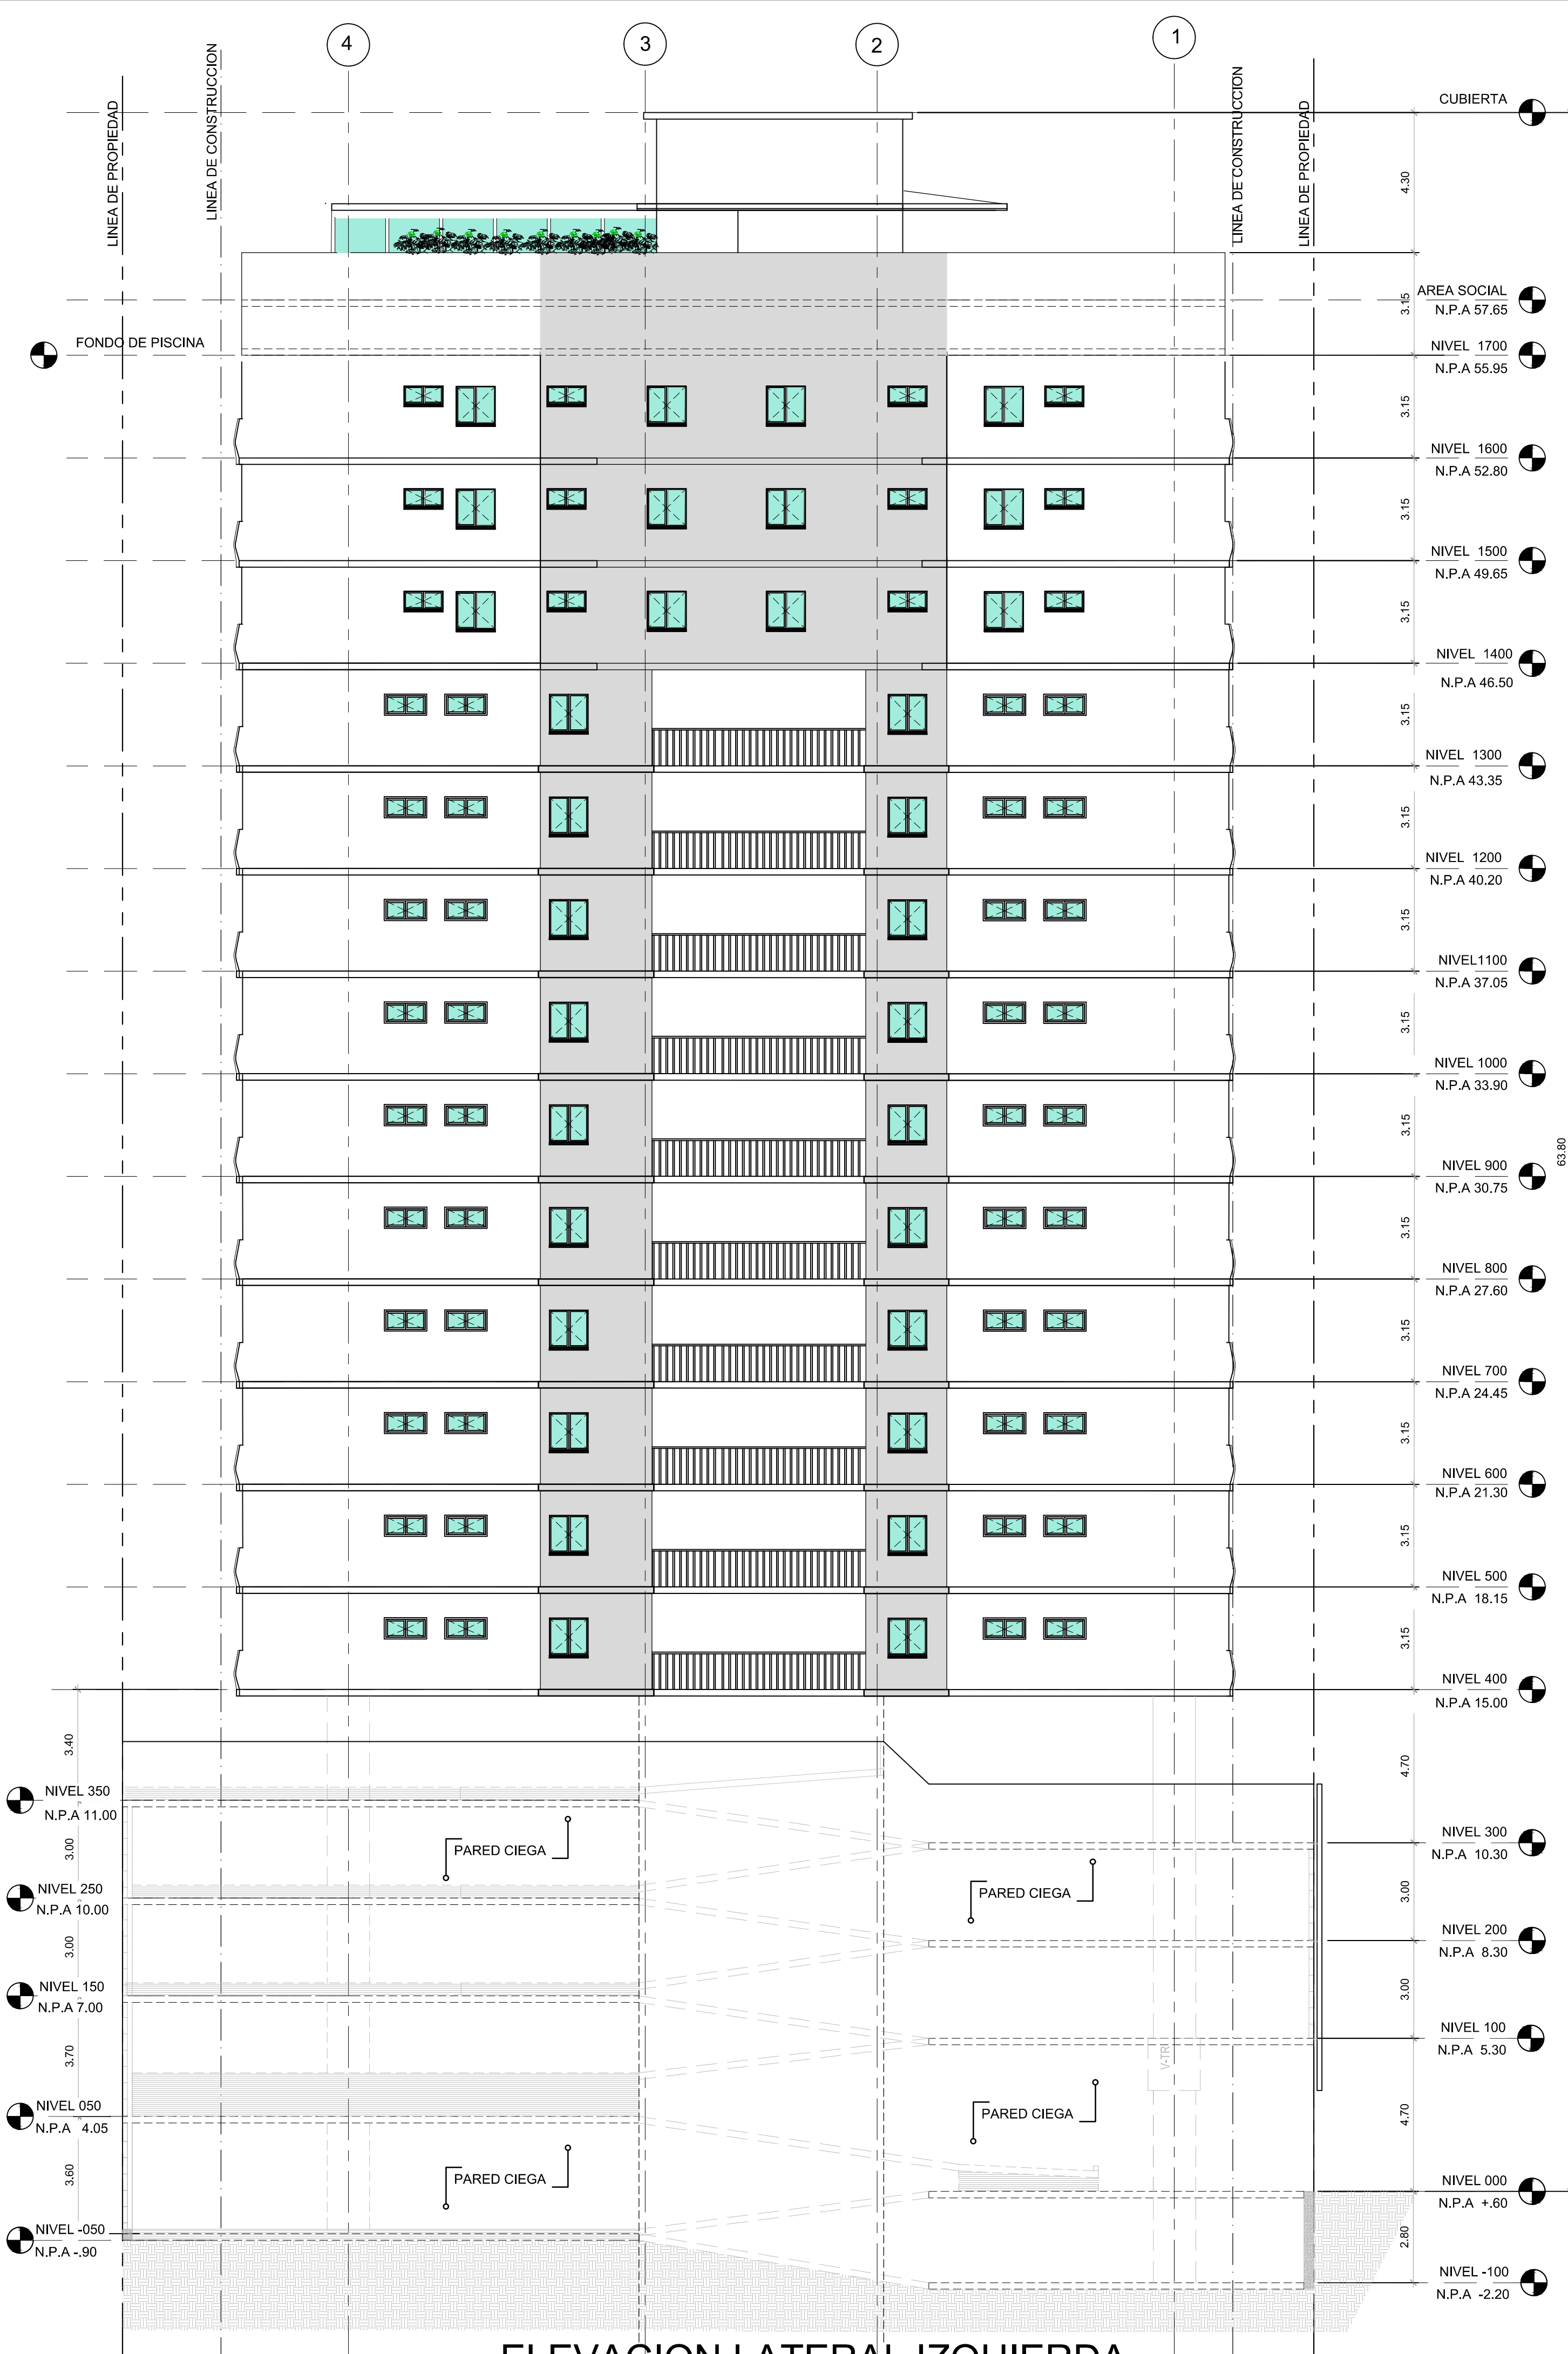 4
3
2
1
LINEA DE PROPIEDAD
LINEA DE CONSTRUCCION
LINEA DE CONSTRUCCION
LINEA DE PROPIEDAD
CUBIERTA
4.30
AREA SOCIAL
N.P.A 57.65
3.15
FONDO DE PISCINA
NIVEL 1700
N.P.A 55.95
3.15
NIVEL 1600
N.P.A 52.80
3.15
NIVEL 1500
N.P.A 49.65
3.15
NIVEL 1400
N.P.A 46.50
3.15
NIVEL 1300
N.P.A 43.35
3.15
NIVEL 1200
N.P.A 40.20
3.15
NIVEL1100
N.P.A 37.05
3.15
NIVEL 1000
N.P.A 33.90
3.15
63.80
NIVEL 900
N.P.A 30.75
3.15
NIVEL 800
N.P.A 27.60
3.15
NIVEL 700
N.P.A 24.45
3.15
NIVEL 600
N.P.A 21.30
3.15
NIVEL 500
N.P.A 18.15
3.15
NIVEL 400
N.P.A 15.00
3.40
4.70
NIVEL 350
N.P.A 11.00
NIVEL 300
N.P.A 10.30
3.00
PARED CIEGA
NIVEL 250
N.P.A 10.00
PARED CIEGA
3.00
3.00
NIVEL 200
N.P.A 8.30
NIVEL 150
N.P.A 7.00
3.00
NIVEL 100
N.P.A 5.30
3.70
V-TR
NIVEL 050
N.P.A 4.05
PARED CIEGA
4.70
3.60
PARED CIEGA
NIVEL 000
N.P.A +.60
NIVEL -050
N.P.A -.90
2.80
NIVEL -100
N.P.A -2.20
ELEVACION LATERAL IZQUIERDA